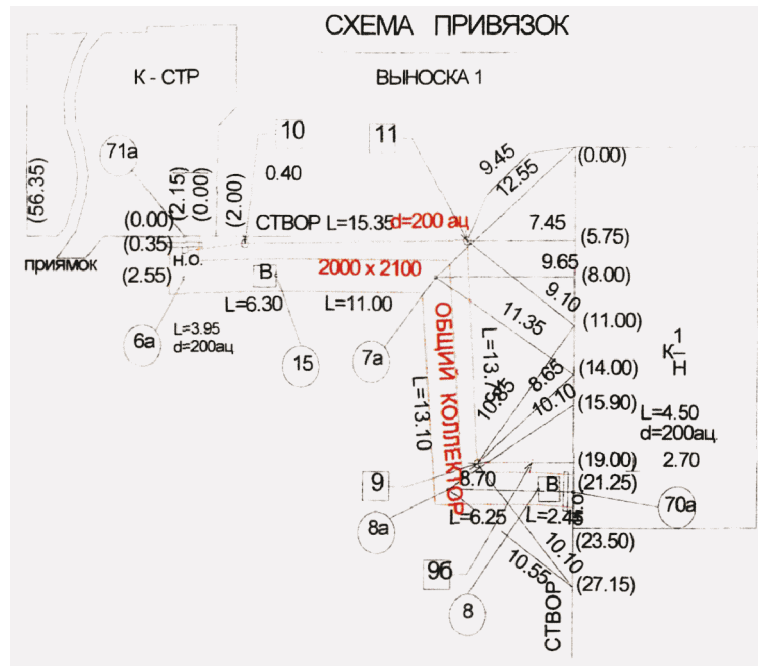 СХЕМА ПРИВЯЗОК
К - СТР
ВЫНОСКА 1
10
11
71а
9.45
12.55
(0.00)
(56.35)
(2.15)
(0.00)
(2.00)
0.40
(0.00)
СТВОР L=15.35
d=200 ац
7.45
(5.75)
(0.35)
приямок
н.о.
(2.55)
В
2000 x 2100
9.65
(8.00)
9.10
L=6.30
L=11.00
11.35
(11.00)
6а
L=3.95
d=200ац
15
7а
ОБЩИЙ КОЛЛЕКТОР
L=13.10
10.85
8.65
10.10
(14.00)
К 1
Н
(15.90)
L=4.50
d=200ац.
(19.00)
2.70
9
8.70
В
(21.25)
8а
L=6.25
L=2.45
70а
(23.50)
9б
10.10
10.55
(27.15)
8
СТВОР